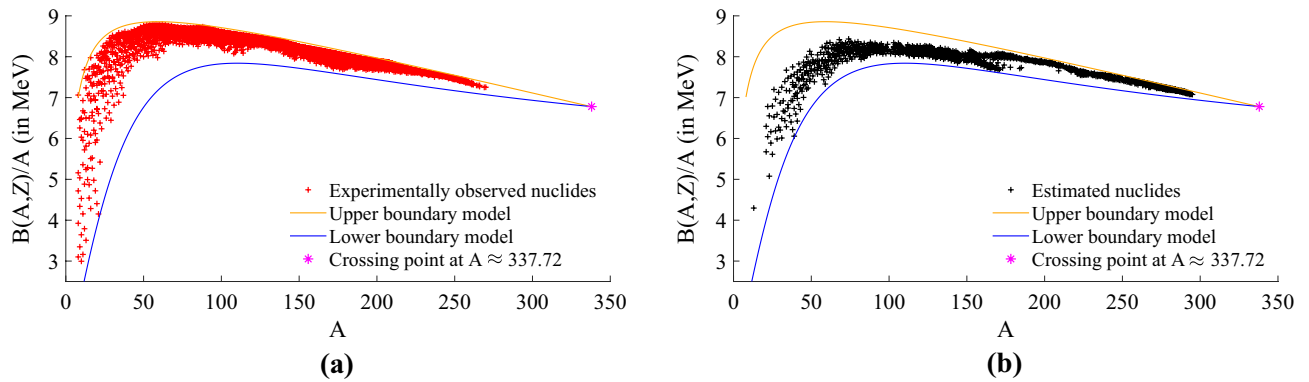 9
8
7
6
5
4
3
B(A,Z)/A (in MeV)
0 50 100 150 200 250 300 350
A
Experimentally observed nuclides
Upper boundary model
Lower boundary model
Crossing point at A ≈ 337.72
(a)
9
8
7
6
5
4
3
B(A,Z)/A (in MeV)
0 50 100 150 200 250 300 350
A
Estimated nuclides
Upper boundary model
Lower boundary model
Crossing point at A ≈ 337.72
(b)